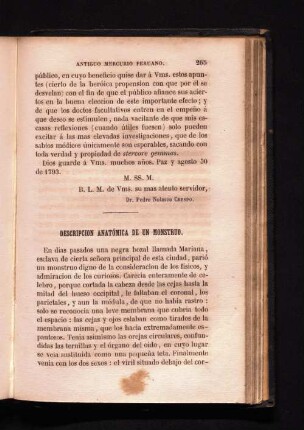 ANTIGUO MERCURIO PERUANO. 265
público, en cuyo beneficio quise dar à Vms. estos apun-
tes (cierto de la heróica propension con que por él se
desvelan) con el fin de que el público afiance sus acier-
tos en la buena eleccion de este importante efecto; y
de que los doctos facultativos entren en el empeño á
que deseo se estimulen, nada vacilante de que mis es-
casas reflexiones (cuando útiles fuesen) solo pueden
excitar á las mas elevadas investigaciones, que de los
sabios médicos únicamente son esperables, sacando con
toda verdad y propiedad de stercore gemmam.
Dios guarde á Vms. muchos años. Paz y agosto 30
de 1793.
M. SS. M.
B. L. M. de Vms. su mas atento servidor,
Dr. Pedro Nolasco Crespo.
DESCRIPCION ANATÓMICA DE UN MONSTRUO.
En dias pasados una negra bozal llamada Mariana,
esclava de cierta señora principal de esta ciudad, parió
un monstruo digno de la consideracion de los físicos, y
admiracion de los curiosos. Carecia enteramente de ce-
lebro, porque cortada la cabeza desde las cejas hasta la
mitad del hueso occipital, le faltaban el coronal, los
parietales, y aun la médula, de que no habia rastro:
solo se reconocia una leve membrana que cubria todo
el espacio: las cejas y ojos estaban como tirados de la
membrana misma, que los hacia extremadamente es-
pantosos. Tenia asimismo las orejas circulares, confun-
didas las ternillas y el órgano del oido, en cuyo lugar
se veia sustituida como una pequeña teta. Finalmente
venia con los dos sexos: el viril situado debajo del cor-